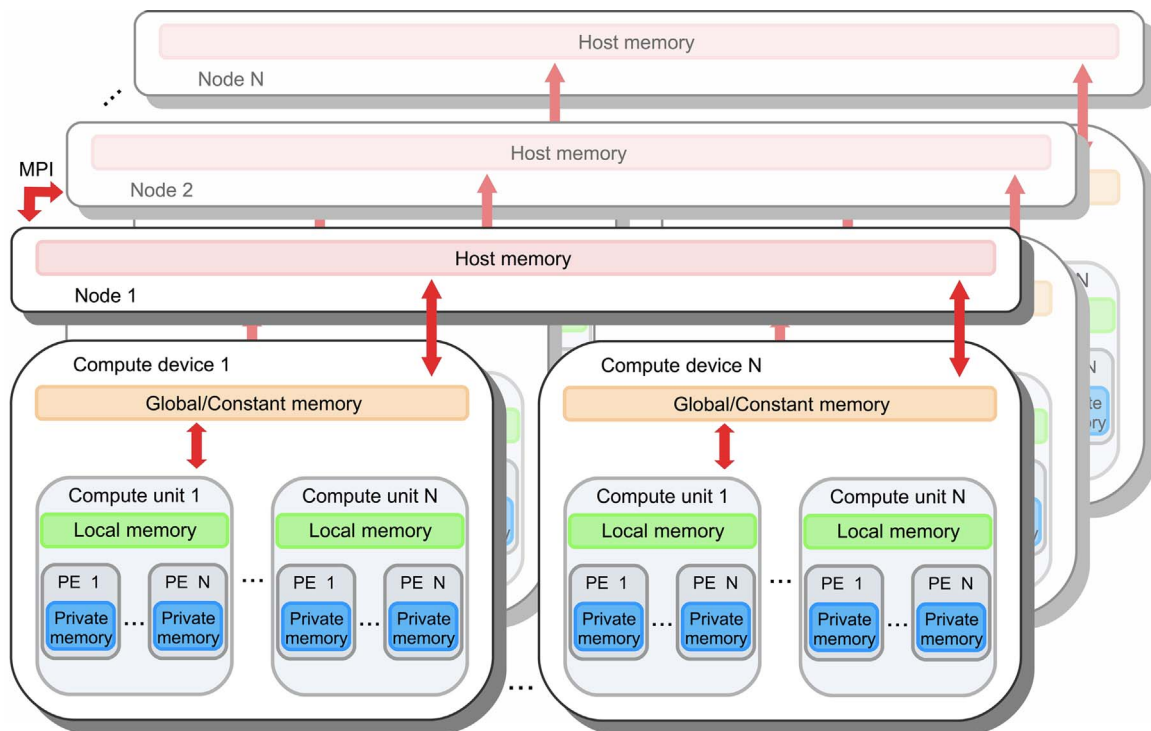 Host memory
Node N
...
Host memory
MPI
Node 2
Host memory
Node 1
Compute device 1
Compute device N
Global/Constant memory
Global/Constant memory
Compute unit 1
Compute unit N
Compute unit 1
Compute unit N
Local memory
Local memory
Local memory
Local memory
PE 1
PE N
...
PE 1
PE N
...
PE 1
PE N
PE 1
PE N
Private
memory
...
Private
memory
Private
memory
...
Private
memory
Private
memory
...
Private
memory
Private
memory
...
Private
memory
...
N
N